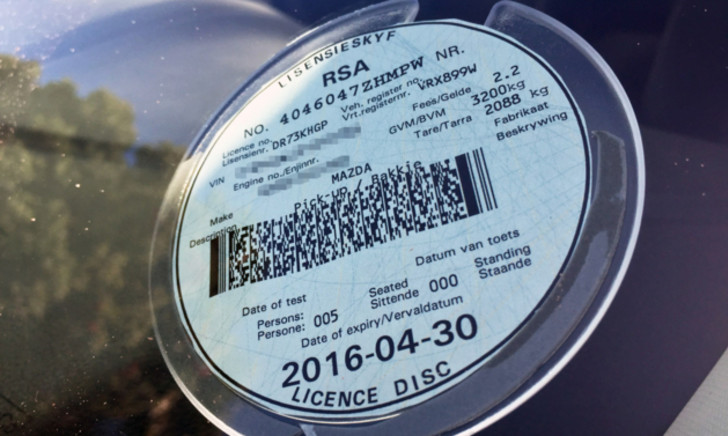 LISENSIESKYF
RSA
NO. 4046047ZHMPW NR.
Licence no. Veh. register no.
Lisensienr. DR73KHGP Vrt.registernr. VRX899W
Fees/Gelde 2.2
VIN GVM/BVM 3200kg
Engine no./Enjinnr. Tare/Tarra 2088 kg
Make MAZDA Fabrikaat
Description Pick-up / Bakkie Beskrywing
Date of test Datum van toets
Persons: Seated Standing
Persone: 005 Sittende 000 Staande
Date of expiry/Vervaldatum
2016-04-30
LICENCE DISC